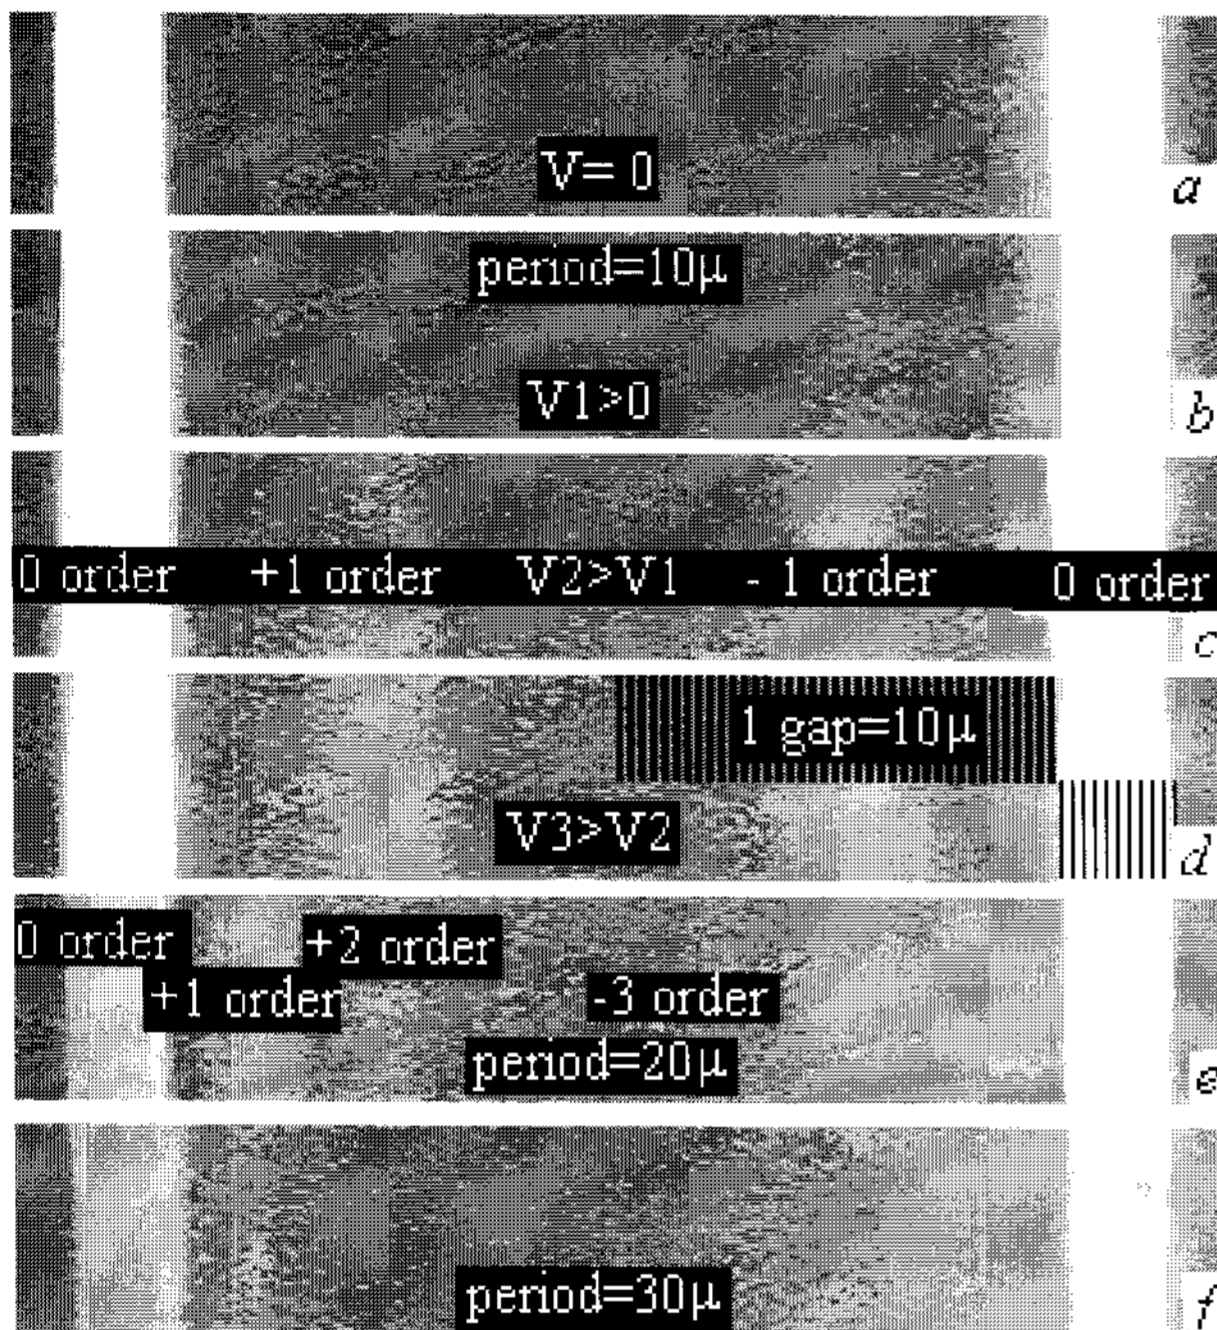 V= 0
a
period=10μ
V1>0
b
0 order +1 order V2>V1 - 1 order 0 order
c
1 gap=10μ
V3>V2
d
0 order +2 order
+1 order -3 order
period=20μ
e
period=30μ
f